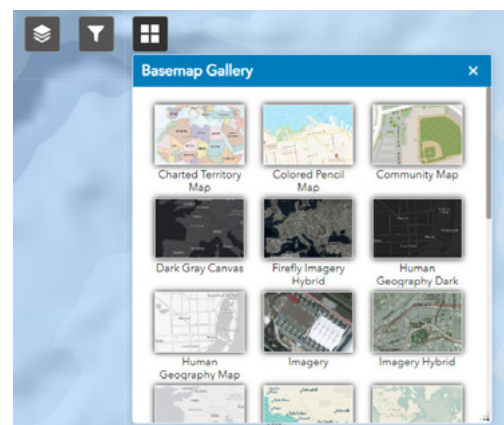 Basemap Gallery
Charted Territory
Map
Colored Pencil
Map
Community Map
Dark Gray Canvas
Firefly Imagery
Hybrid
Human
Geography Dark
Human
Geography Map
Imagery
Imagery Hybrid